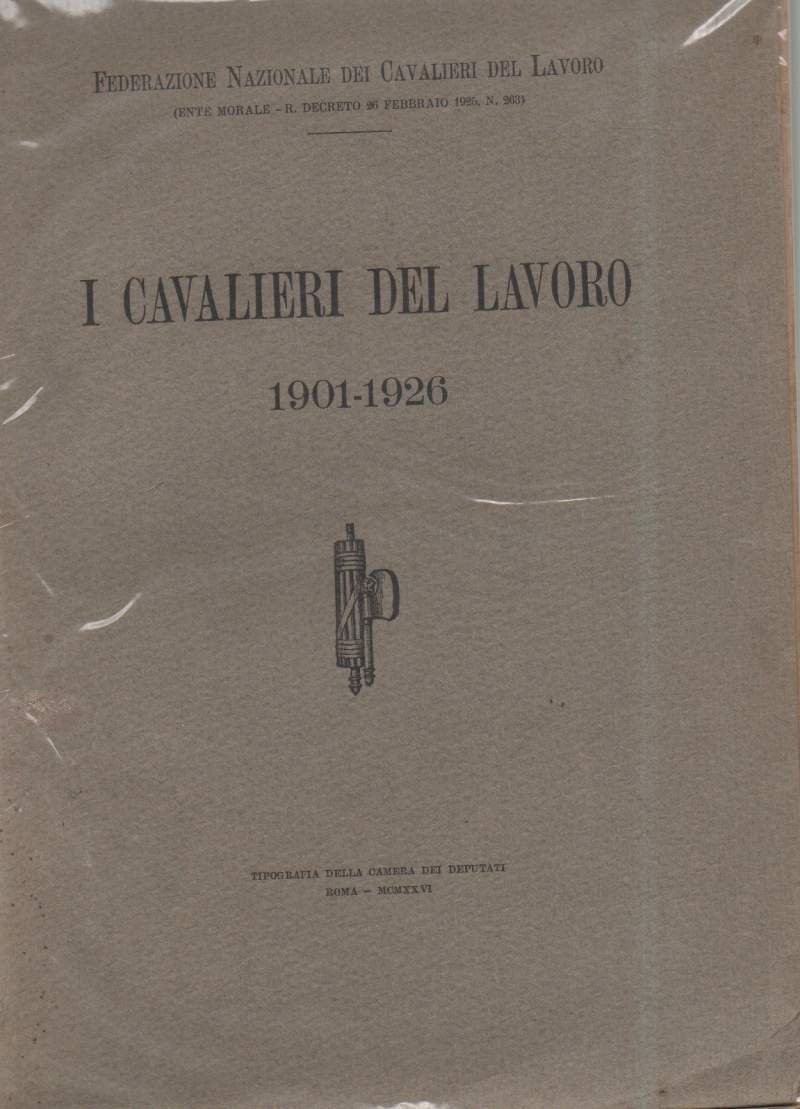 FEDERAZIONE NAZIONALE DEI CAVALIERI DEL LAVORO
(ENTE MORALE - R. DECRETO 26 FEBBRAIO 1925, N. 263)
I CAVALIERI DEL LAVORO
1901-1926
TIPOGRAFIA DELLA CAMERA DEI DEPUTATI
ROMA - MCMXXVI